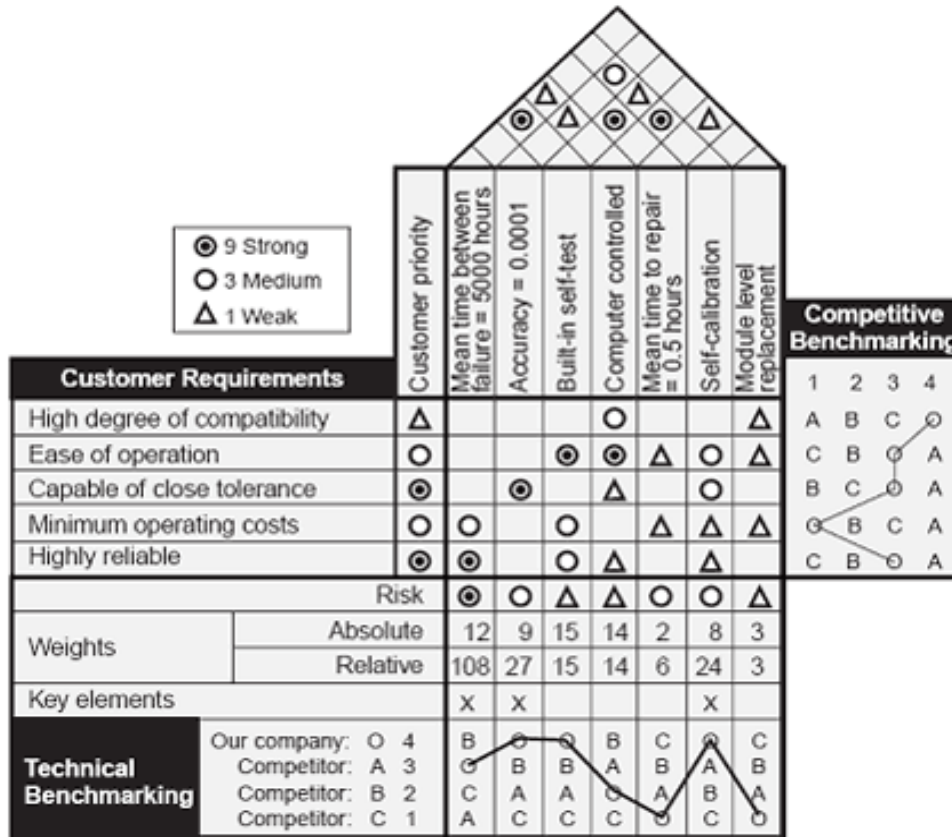 9 Strong
3 Medium
1 Weak
Customer priority
Mean time between
failure = 5000 hours
Accuracy = 0.0001
Built-in self-test
Computer controlled
Mean time to repair
= 0.5 hours
Self-calibration
Module level
replacement
Competitive
Benchmarking
Customer Requirements
1 2 3 4
High degree of compatibility
A B C O
Ease of operation
C B O A
Capable of close tolerance
B C O A
Minimum operating costs
O B C A
Highly reliable
C B O A
Risk
Weights
Absolute 12 9 15 14 2 8 3
Relative 108 27 15 14 6 24 3
Key elements X X X
Technical
Benchmarking
Our company: O 4 B O O B C O C
Competitor: A 3 O B B A B A B
Competitor: B 2 C A A O A B A
Competitor: C 1 A C C C O C O